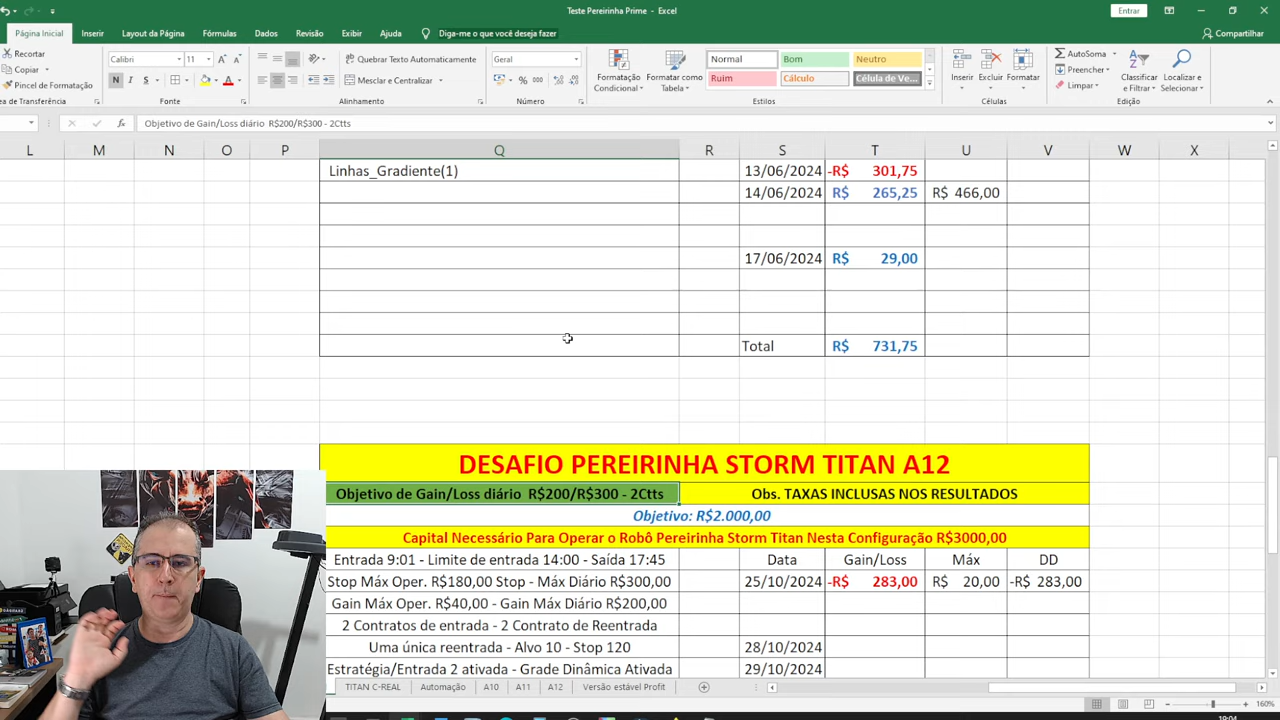 Teste Pereirinha Prime - Excel
Entrar
Página Inicial Inserir Layout da Página Fórmulas Dados Revisão Exibir Ajuda Diga-me o que você deseja fazer Compartilhar
Recortar
Copiar
Pincel de Formatação
Calibri 11
N I S
Quebrar Texto Automaticamente
Mesclar e Centralizar
Geral
% 000
Formatação Condicional
Formatar como Tabela
Normal Bom Neutro
Ruim Cálculo Célula de Ve...
Inserir Excluir Formatar
AutoSoma
Preencher
Limpar
Classificar e Filtrar
Localizar e Selecionar
a de Transferência Fonte Alinhamento Número Estilos Células Edição
fx Objetivo de Gain/Loss diário R$200/R$300 - 2Ctts
L M N O P Q R S T U V W X
Linhas_Gradiente(1) 13/06/2024 -R$ 301,75
14/06/2024 R$ 265,25 R$ 466,00
17/06/2024 R$ 29,00
Total R$ 731,75
DESAFIO PEREIRINHA STORM TITAN A12
Objetivo de Gain/Loss diário R$200/R$300 - 2Ctts Obs. TAXAS INCLUSAS NOS RESULTADOS
Objetivo: R$2.000,00
Capital Necessário Para Operar o Robô Pereirinha Storm Titan Nesta Configuração R$3000,00
Entrada 9:01 - Limite de entrada 14:00 - Saída 17:45 Data Gain/Loss Máx DD
Stop Máx Oper. R$180,00 Stop - Máx Diário R$300,00 25/10/2024 -R$ 283,00 R$ 20,00 -R$ 283,00
Gain Máx Oper. R$40,00 - Gain Máx Diário R$200,00
2 Contratos de entrada - 2 Contrato de Reentrada
Uma única reentrada - Alvo 10 - Stop 120 28/10/2024
Estratégia/Entrada 2 ativada - Grade Dinâmica Ativada 29/10/2024
TITAN C-REAL Automação A10 A11 A12 Versão estável Profit
160%
19:04